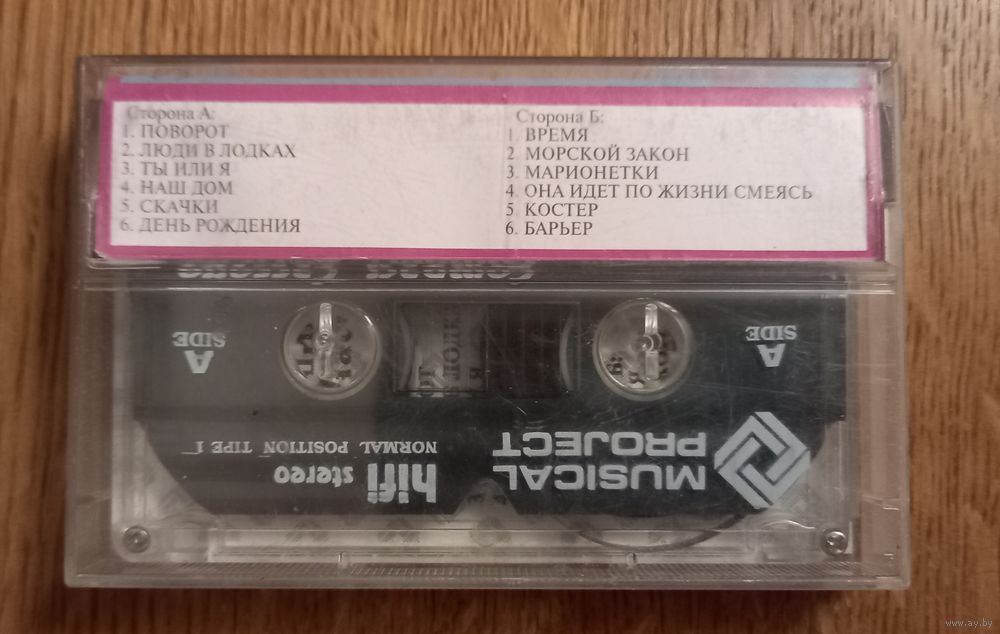 Сторона А:
1. ПОВОРОТ
2. ЛЮДИ В ЛОДКАХ
3. ТЫ ИЛИ Я
4. НАШ ДОМ
5. СКАЧКИ
6. ДЕНЬ РОЖДЕНИЯ
Сторона Б:
1. ВРЕМЯ
2. МОРСКОЙ ЗАКОН
3. МАРИОНЕТКИ
4. ОНА ИДЕТ ПО ЖИЗНИ СМЕЯСЬ
5. КОСТЕР
6. БАРЬЕР
A
SIDE
A
SIDE
MUSICAL
PROJECT
hifi stereo
NORMAL POSITION TIPE I
www.ay.by